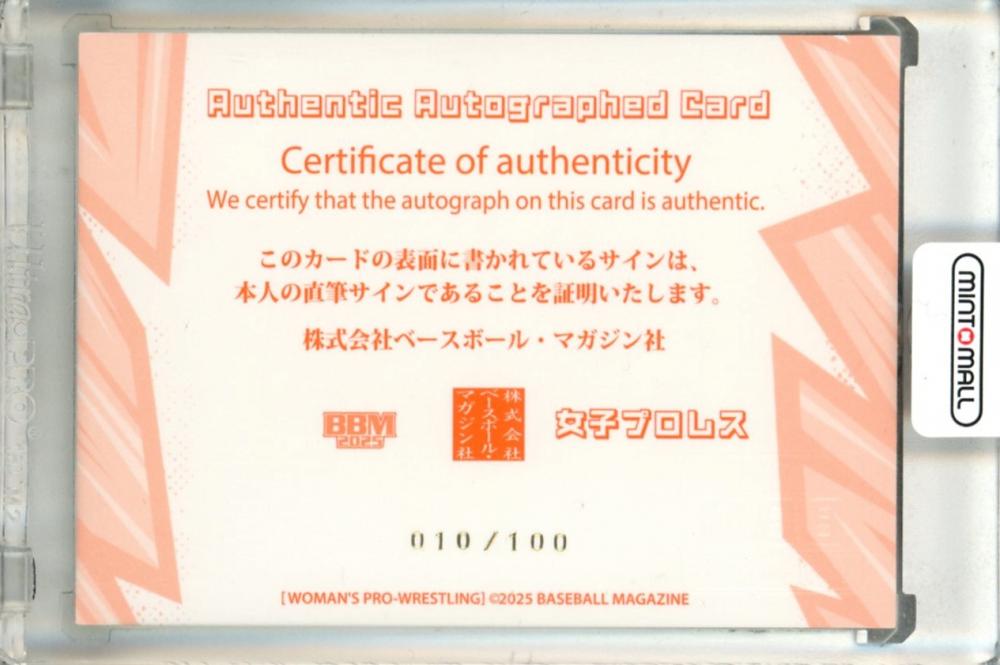 Authentic Autographed Card
Certificate of authenticity
We certify that the autograph on this card is authentic.
このカードの表面に書かれているサインは、
本人の直筆サインであることを証明いたします。
株式会社ベースボール・マガジン社
BBM
2025
株式会社
ベースボール・
マガジン社
女子プロレス
010/100
[WOMAN'S PRO-WRESTLING] ©2025 BASEBALL MAGAZINE
MINT MALL